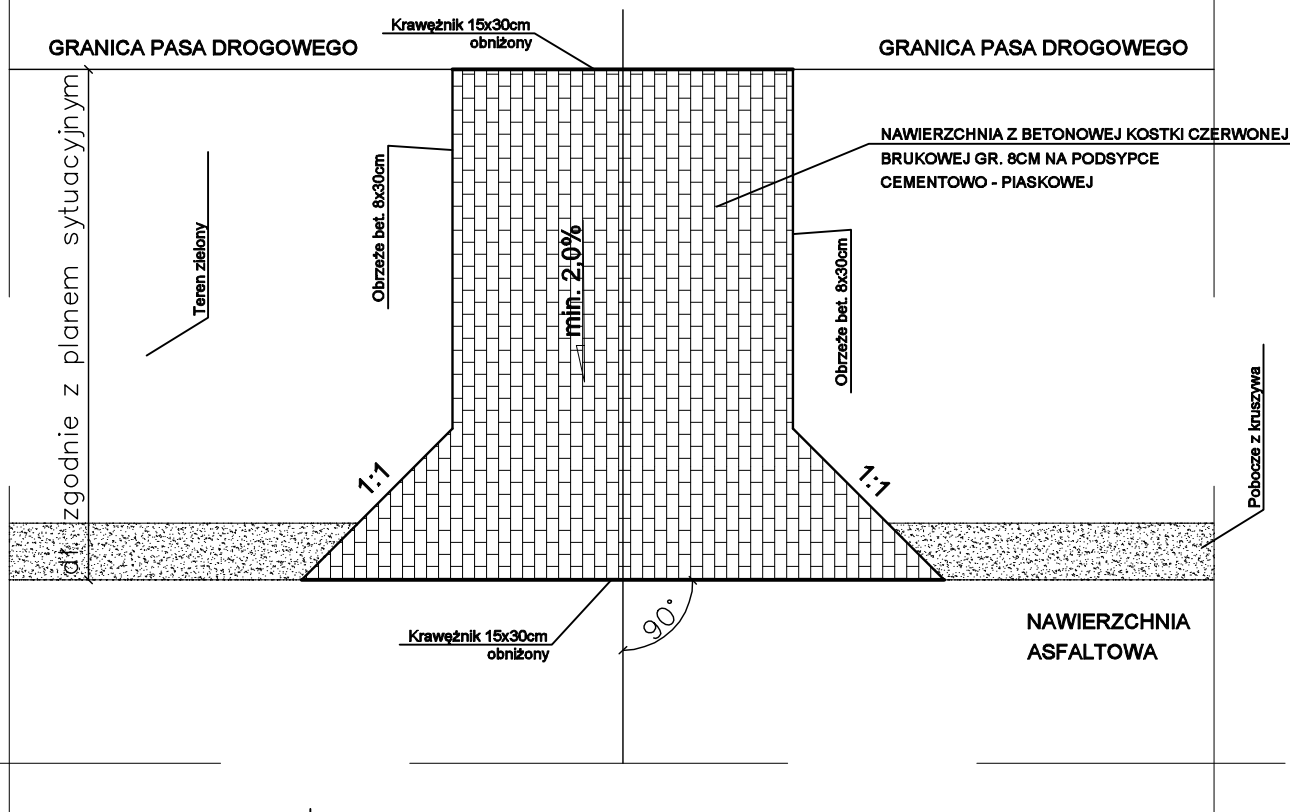 Krawężnik 15x30cm
obniżony
GRANICA PASA DROGOWEGO
GRANICA PASA DROGOWEGO
NAWIERZCHNIA Z BETONOWEJ KOSTKI CZERWONEJ
BRUKOWEJ GR. 8CM NA PODSYPCE
CEMENTOWO - PIASKOWEJ
dł. zgodnie z planem sytuacyjnym
Teren zielony
Obrzeże bet. 8x30cm
min. 2,0%
Obrzeże bet. 8x30cm
Pobocze z kruszywa
1:1
1:1
90°
Krawężnik 15x30cm
obniżony
NAWIERZCHNIA
ASFALTOWA